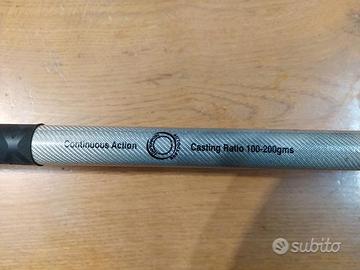 Continuous Action Casting Ratio 100-200gms
subito